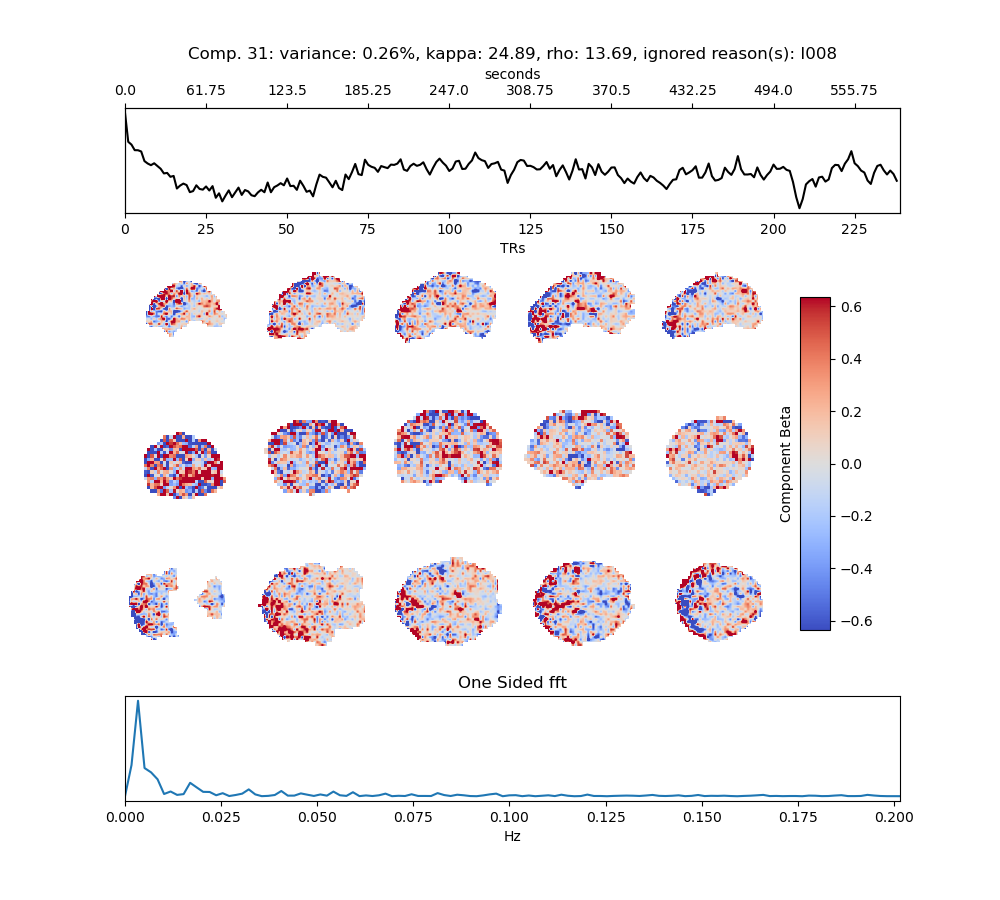 Comp. 31: variance: 0.26%, kappa: 24.89, rho: 13.69, ignored reason(s): I008
seconds
0.0 61.75 123.5 185.25 247.0 308.75 370.5 432.25 494.0 555.75
0 25 50 75 100 125 150 175 200 225
TRs
0.6
0.4
0.2
0.0
−0.2
−0.4
−0.6
Component Beta
One Sided fft
0.000 0.025 0.050 0.075 0.100 0.125 0.150 0.175 0.200
Hz